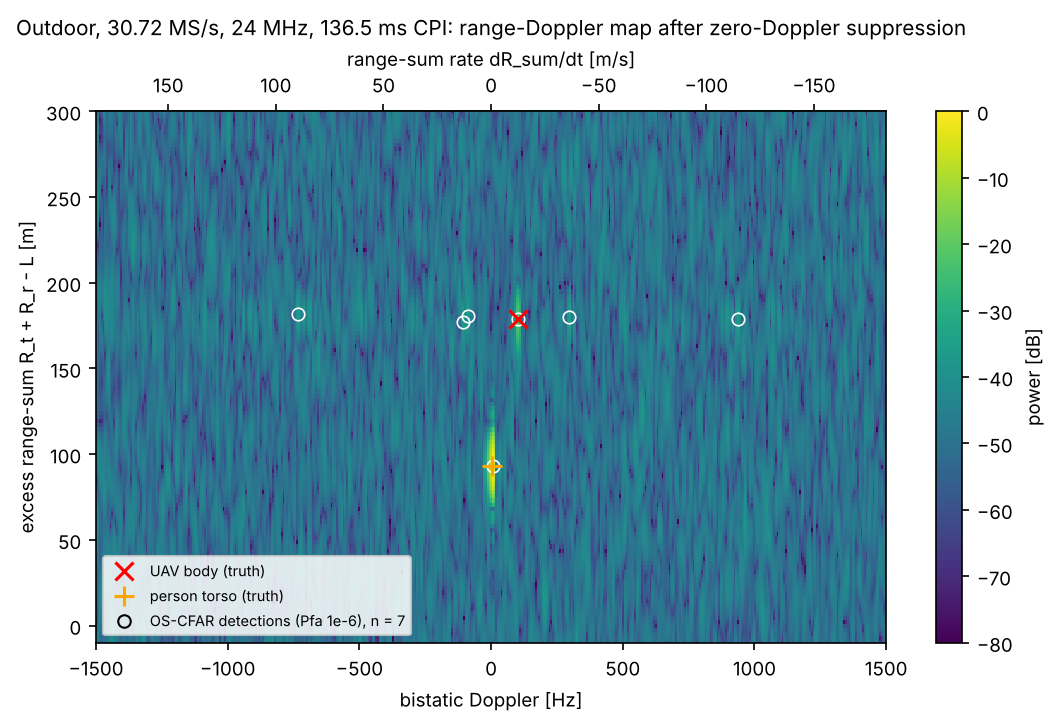 Outdoor, 30.72 MS/s, 24 MHz, 136.5 ms CPI: range-Doppler map after zero-Doppler suppression
range-sum rate dR_sum/dt [m/s]
150 100 50 0 −50 −100 −150
300
250
200
150
100
50
0
excess range-sum R_t + R_r - L [m]
UAV body (truth)
person torso (truth)
OS-CFAR detections (Pfa 1e-6), n = 7
−1500 −1000 −500 0 500 1000 1500
bistatic Doppler [Hz]
0
−10
−20
−30
−40
−50
−60
−70
−80
power [dB]